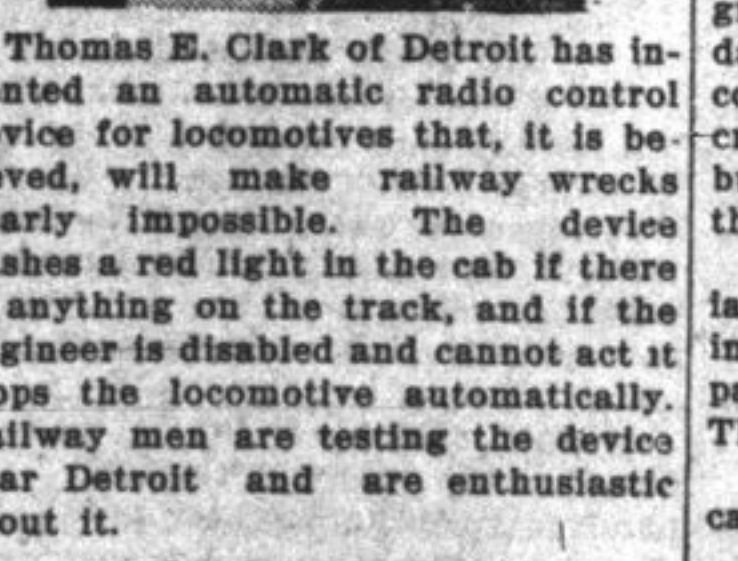 Thomas E. Clark of Detroit has in-
nted an automatic radio control
vice for locomotives that, it is be-
ved, will make railway wrecks
arly impossible. The device
shes a red light in the cab if there
anything on the track, and if the
gineer is disabled and cannot act it
ops the locomotive automatically.
ailway men are testing the device
ar Detroit and are enthusiastic
out it.